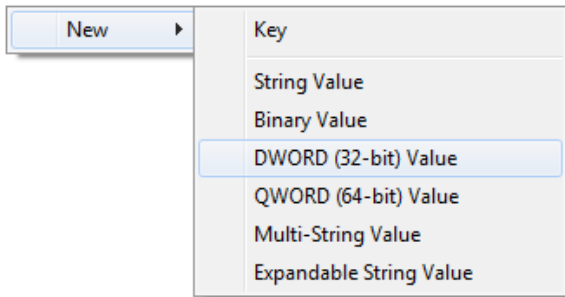 New
Key
String Value
Binary Value
DWORD (32-bit) Value
QWORD (64-bit) Value
Multi-String Value
Expandable String Value